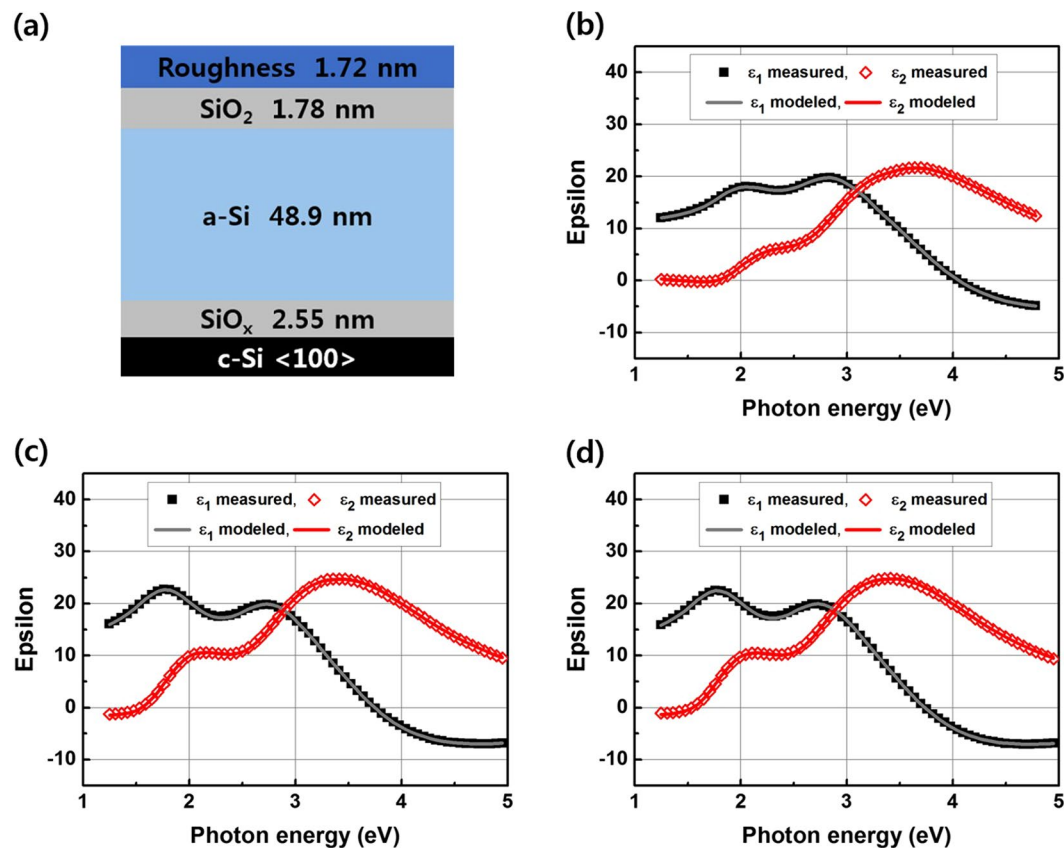 (a)
Roughness 1.72 nm
SiO2 1.78 nm
a-Si 48.9 nm
SiOx 2.55 nm
c-Si <100>
(b)
ε1 measured, ε2 measured
ε1 modeled, ε2 modeled
40
30
20
10
0
-10
Epsilon
1 2 3 4 5
Photon energy (eV)
(c)
ε1 measured, ε2 measured
ε1 modeled, ε2 modeled
40
30
20
10
0
-10
Epsilon
1 2 3 4 5
Photon energy (eV)
(d)
ε1 measured, ε2 measured
ε1 modeled, ε2 modeled
40
30
20
10
0
-10
Epsilon
1 2 3 4 5
Photon energy (eV)